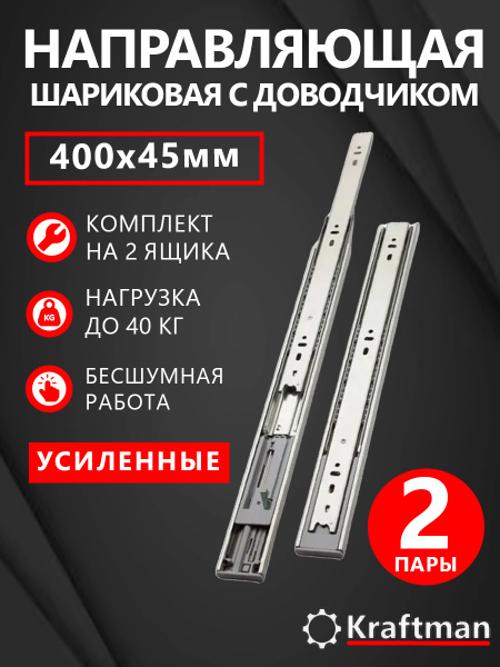 НАПРАВЛЯЮЩАЯ
ШАРИКОВАЯ С ДОВОДЧИКОМ
400х45мм
КОМПЛЕКТ
НА 2 ЯЩИКА
KG
НАГРУЗКА
ДО 40 КГ
БЕСШУМНАЯ
РАБОТА
УСИЛЕННЫЕ
2
ПАРЫ
Kraftman